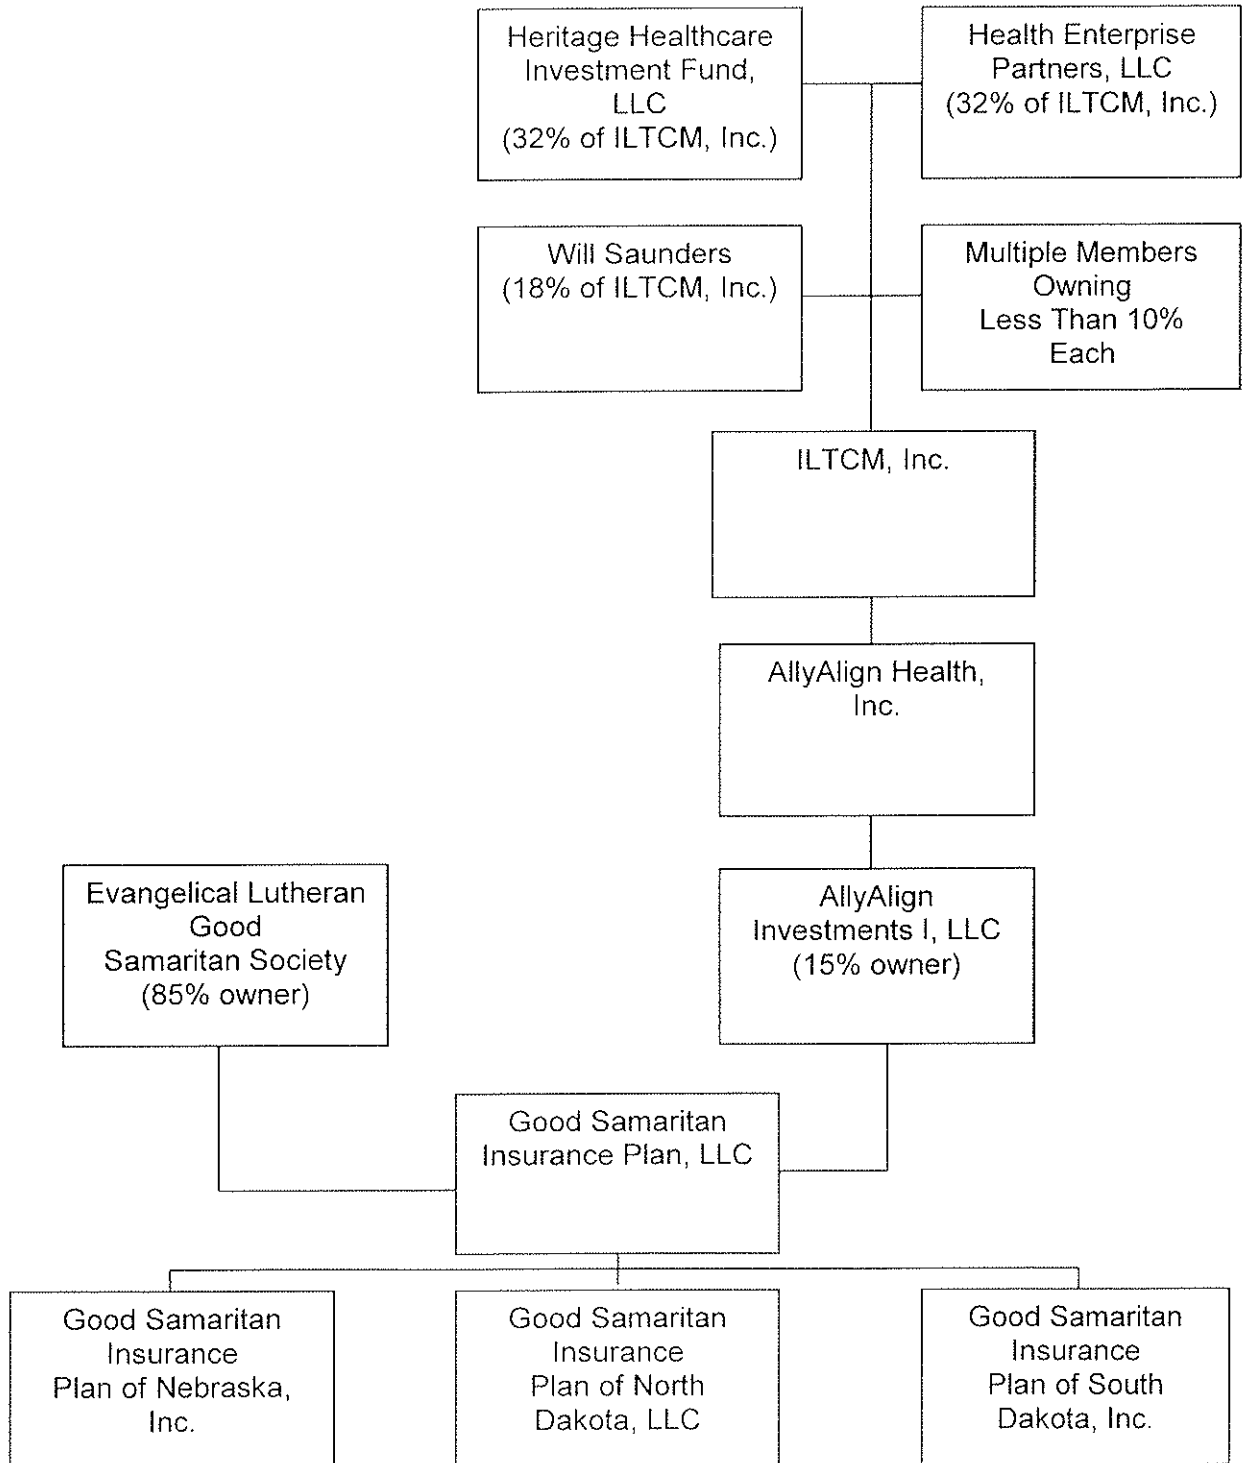 Heritage Healthcare
Investment Fund,
LLC
(32% of ILTCM, Inc.)
Health Enterprise
Partners, LLC
(32% of ILTCM, Inc.)
Will Saunders
(18% of ILTCM, Inc.)
Multiple Members
Owning
Less Than 10%
Each
ILTCM, Inc.
AllyAlign Health,
Inc.
Evangelical Lutheran
Good
Samaritan Society
(85% owner)
AllyAlign
Investments I, LLC
(15% owner)
Good Samaritan
Insurance Plan, LLC
Good Samaritan
Insurance
Plan of Nebraska,
Inc.
Good Samaritan
Insurance
Plan of North
Dakota, LLC
Good Samaritan
Insurance
Plan of South
Dakota, Inc.